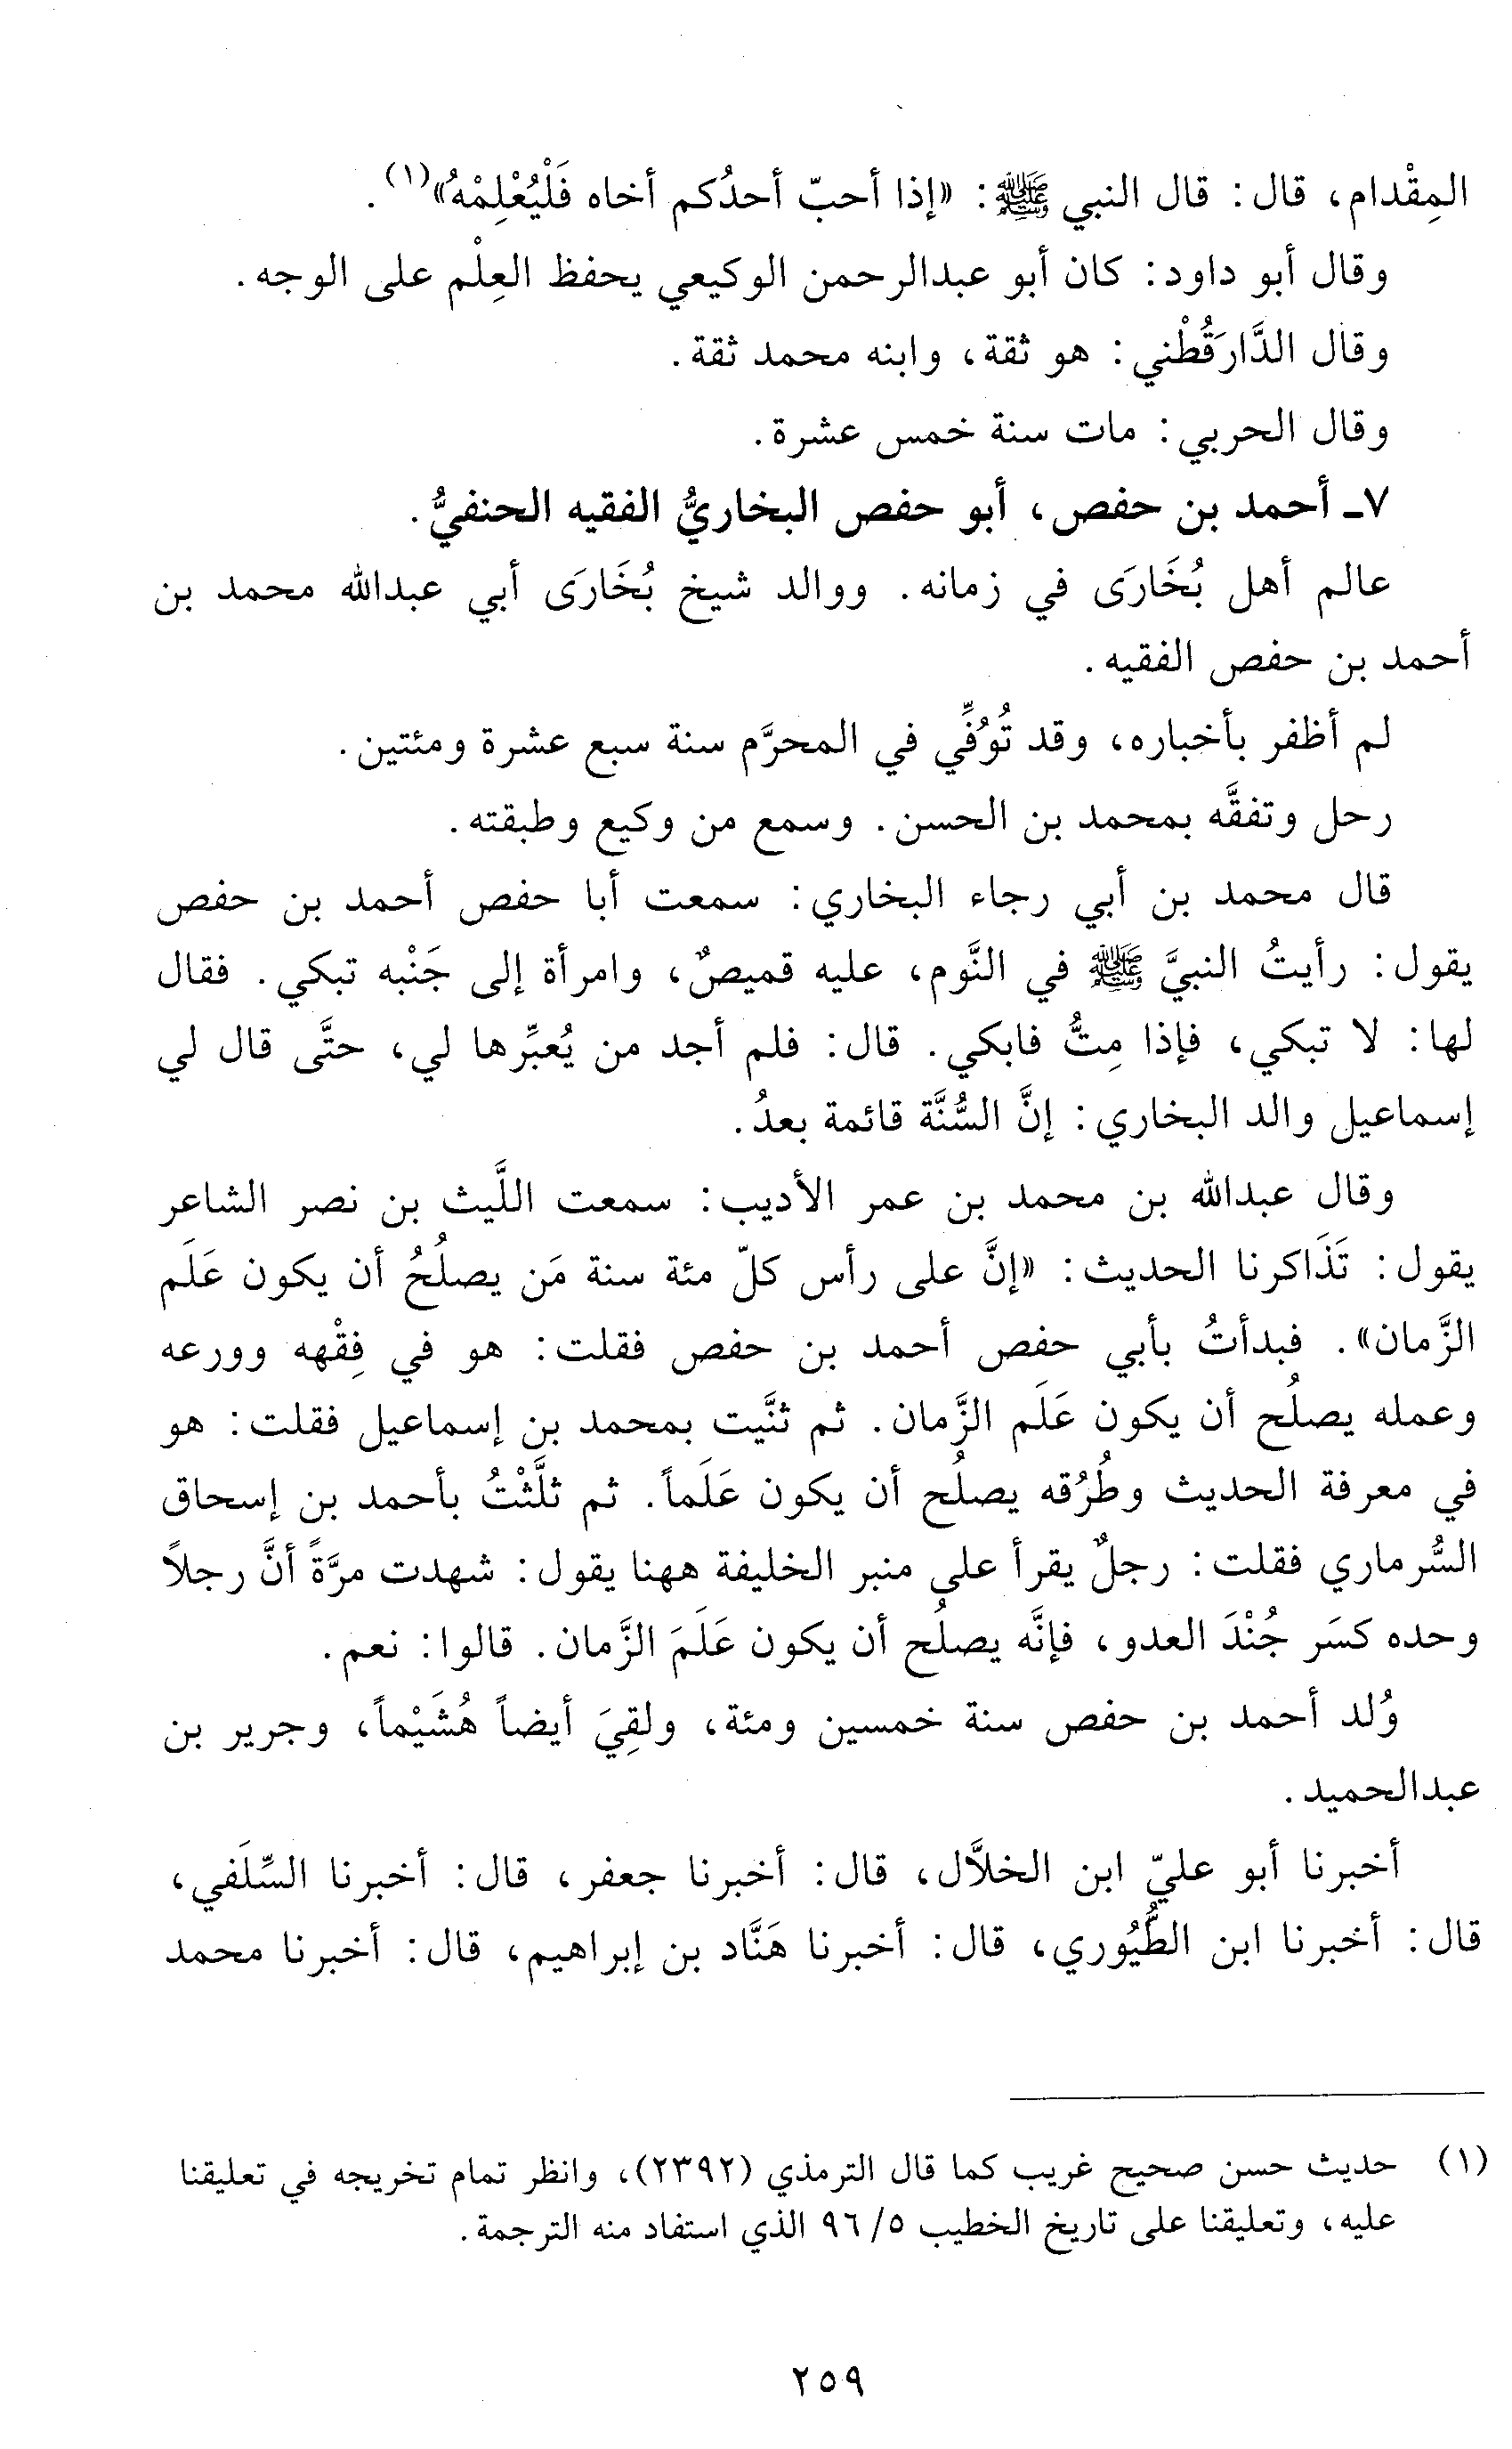 المِقْدام، قال: قال النبي ﷺ: «إذا أحبّ أحدُكم أخاه فَلْيُعْلِمْهُ»(١).
وقال أبو داود: كان أبو عبدالرحمن الوكيعي يحفظ العِلْم على الوجه.
وقال الدَّارَقُطْني: هو ثقة، وابنه محمد ثقة.
وقال الحربي: مات سنة خمس عشرة.
٧ـ أحمد بن حفص، أبو حفص البخاريُّ الفقيه الحنفيُّ.
عالم أهل بُخَارَى في زمانه. ووالد شيخ بُخَارَى أبي عبدالله محمد بن
أحمد بن حفص الفقيه.
لم أظفر بأخباره، وقد تُوُفِّي في المحرَّم سنة سبع عشرة ومئتين.
رحل وتفقَّه بمحمد بن الحسن. وسمع من وكيع وطبقته.
قال محمد بن أبي رجاء البخاري: سمعت أبا حفص أحمد بن حفص
يقول: رأيتُ النبيَّ ﷺ في النَّوم، عليه قميصٌ، وامرأة إلى جَنْبه تبكي. فقال
لها: لا تبكي، فإذا مِتُّ فابكي. قال: فلم أجد من يُعبِّرها لي، حتَّى قال لي
إسماعيل والد البخاري: إنَّ السُّنَّة قائمة بعدُ.
وقال عبدالله بن محمد بن عمر الأديب: سمعت اللَّيث بن نصر الشاعر
يقول: تَذَاكرنا الحديث: «إنَّ على رأس كلّ مئة سنة مَن يصلُحُ أن يكون عَلَم
الزَّمان». فبدأتُ بأبي حفص أحمد بن حفص فقلت: هو في فِقْهه وورعه
وعمله يصلُح أن يكون عَلَم الزَّمان. ثم ثنَّيت بمحمد بن إسماعيل فقلت: هو
في معرفة الحديث وطُرُقه يصلُح أن يكون عَلَماً. ثم ثلَّثْتُ بأحمد بن إسحاق
السُّرماري فقلت: رجلٌ يقرأ على منبر الخليفة ههنا يقول: شهدت مرَّةً أنَّ رجلاً
وحده كسَر جُنْدَ العدو، فإنَّه يصلُح أن يكون عَلَمَ الزَّمان. قالوا: نعم.
وُلد أحمد بن حفص سنة خمسين ومئة، ولقِيَ أيضاً هُشَيْماً، وجرير بن
عبدالحميد.
أخبرنا أبو عليّ ابن الخلاَّل، قال: أخبرنا جعفر، قال: أخبرنا السِّلَفي،
قال: أخبرنا ابن الطُّيُوري، قال: أخبرنا هَنَّاد بن إبراهيم، قال: أخبرنا محمد
(١) حديث حسن صحيح غريب كما قال الترمذي (٢٣٩٢)، وانظر تمام تخريجه في تعليقنا
عليه، وتعليقنا على تاريخ الخطيب ٥/ ٩٦ الذي استفاد منه الترجمة.
٢٥٩